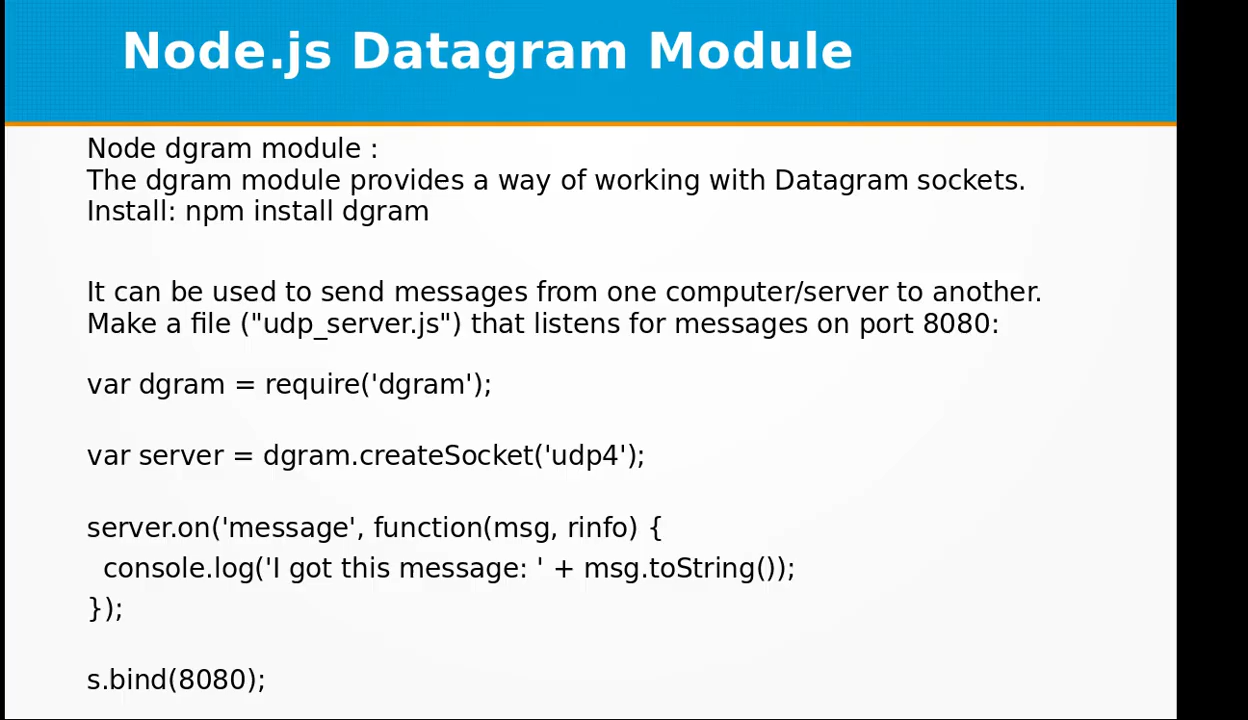 Node.js Datagram Module
Node dgram module :
The dgram module provides a way of working with Datagram sockets.
Install: npm install dgram
It can be used to send messages from one computer/server to another.
Make a file ("udp_server.js") that listens for messages on port 8080:
var dgram = require('dgram');
var server = dgram.createSocket('udp4');
server.on('message', function(msg, rinfo) {
  console.log('I got this message: ' + msg.toString());
});
s.bind(8080);